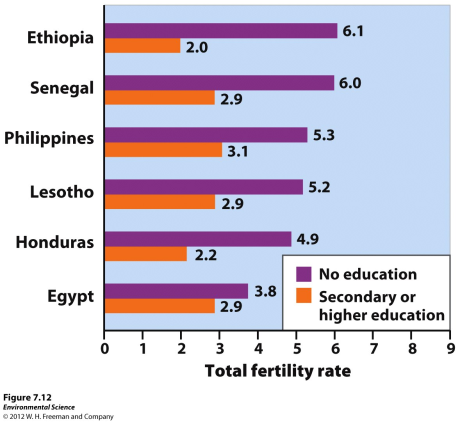 Ethiopia
6.1
2.0
Senegal
6.0
2.9
Philippines
5.3
3.1
Lesotho
5.2
2.9
Honduras
4.9
2.2
Egypt
3.8
2.9
No education
Secondary or
higher education
0 1 2 3 4 5 6 7 8 9
Total fertility rate
Figure 7.12
Environmental Science
© 2012 W. H. Freeman and Company